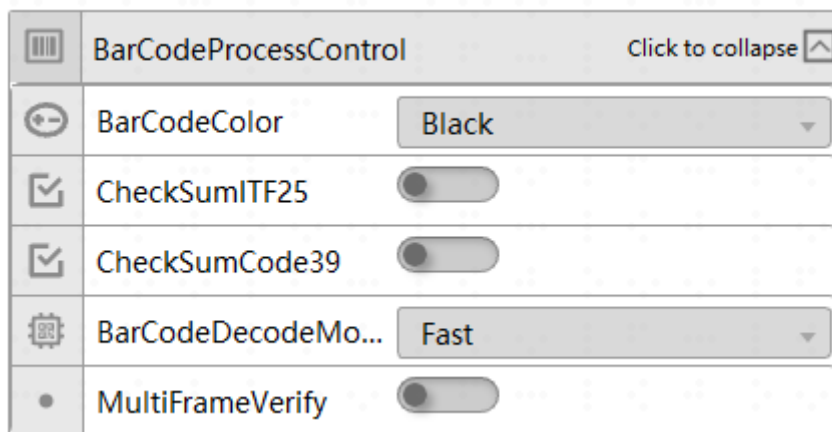 BarCodeProcessControl Click to collapse
BarCodeColor Black
CheckSumITF25
CheckSumCode39
BarCodeDecodeMo... Fast
MultiFrameVerify